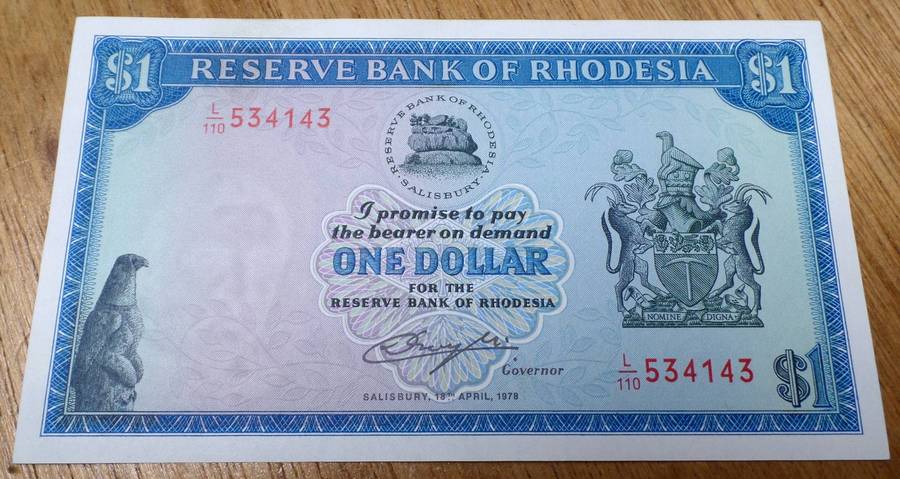 $1
RESERVE BANK OF RHODESIA
$1
L/110 534143
RESERVE BANK OF RHODESIA
· SALISBURY ·
I promise to pay
the bearer on demand
ONE DOLLAR
FOR THE
RESERVE BANK OF RHODESIA
Governor
SALISBURY, 18TH APRIL, 1978
NOMINE DIGNA
L/110 534143
$1